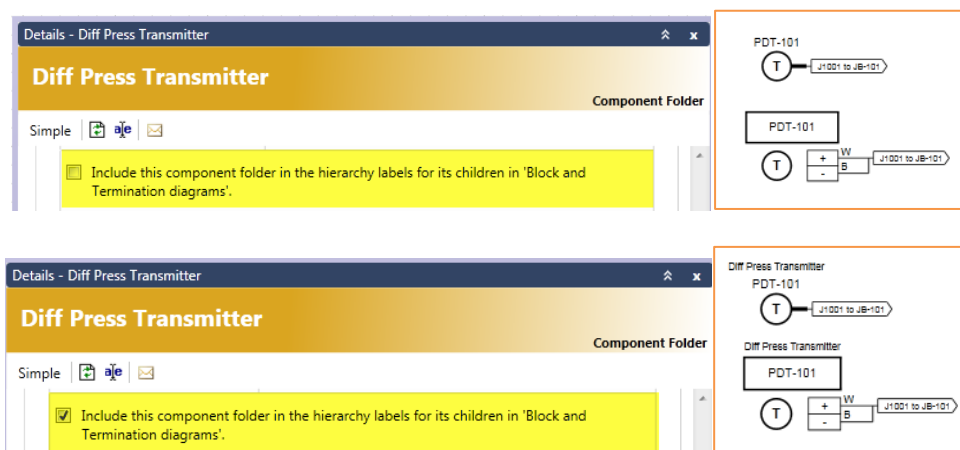 Details - Diff Press Transmitter
x
Diff Press Transmitter
Component Folder
Simple
a|e
Include this component folder in the hierarchy labels for its children in 'Block and
Termination diagrams'.
PDT-101
T
J1001 to JB-101
PDT-101
T
+
-
W
B
J1001 to JB-101
Details - Diff Press Transmitter
x
Diff Press Transmitter
Component Folder
Simple
a|e
Include this component folder in the hierarchy labels for its children in 'Block and
Termination diagrams'.
Diff Press Transmitter
PDT-101
T
J1001 to JB-101
Diff Press Transmitter
PDT-101
T
+
-
W
B
J1001 to JB-101